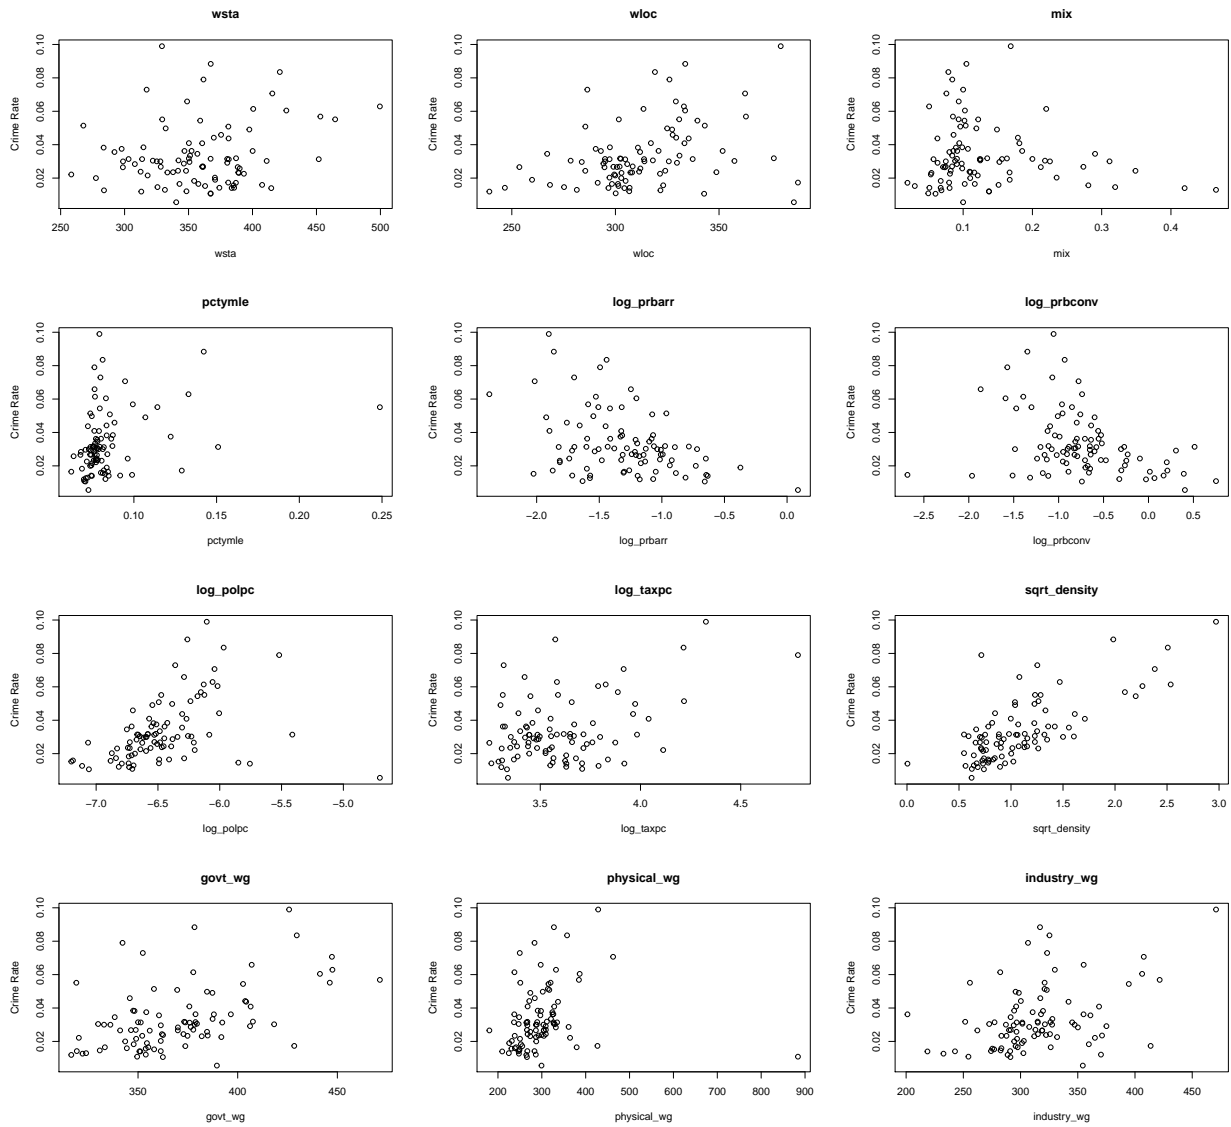 wsta
Crime Rate
0.02 0.04 0.06 0.08 0.10
250 300 350 400 450 500
wsta
wloc
Crime Rate
0.02 0.04 0.06 0.08 0.10
250 300 350
wloc
mix
Crime Rate
0.02 0.04 0.06 0.08 0.10
0.1 0.2 0.3 0.4
mix
pctymle
Crime Rate
0.02 0.04 0.06 0.08 0.10
0.10 0.15 0.20 0.25
pctymle
log_prbarr
Crime Rate
0.02 0.04 0.06 0.08 0.10
−2.0 −1.5 −1.0 −0.5 0.0
log_prbarr
log_prbconv
Crime Rate
0.02 0.04 0.06 0.08 0.10
−2.5 −2.0 −1.5 −1.0 −0.5 0.0 0.5
log_prbconv
log_polpc
Crime Rate
0.02 0.04 0.06 0.08 0.10
−7.0 −6.5 −6.0 −5.5 −5.0
log_polpc
log_taxpc
Crime Rate
0.02 0.04 0.06 0.08 0.10
3.5 4.0 4.5
log_taxpc
sqrt_density
Crime Rate
0.02 0.04 0.06 0.08 0.10
0.0 0.5 1.0 1.5 2.0 2.5 3.0
sqrt_density
govt_wg
Crime Rate
0.02 0.04 0.06 0.08 0.10
350 400 450
govt_wg
physical_wg
Crime Rate
0.02 0.04 0.06 0.08 0.10
200 300 400 500 600 700 800 900
physical_wg
industry_wg
Crime Rate
0.02 0.04 0.06 0.08 0.10
200 250 300 350 400 450
industry_wg